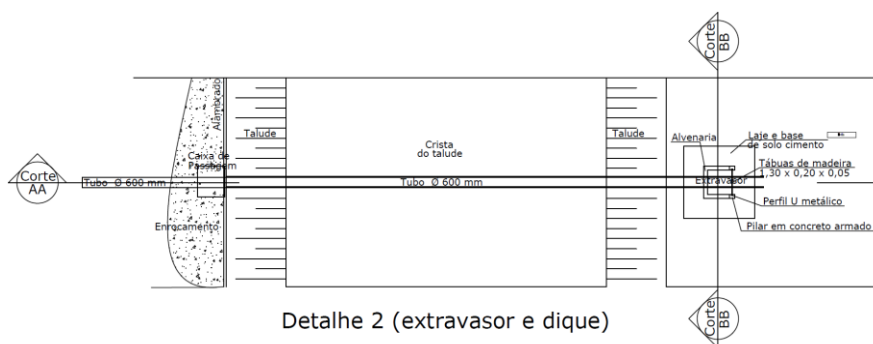 Corte
BB
Alambrado
Talude
Crista
do talude
Talude
Alvenaria
Laje e base
de solo cimento
Caixa de
Passagem
Tábuas de madeira
1,30 x 0,20 x 0,05
Corte
AA
Tubo Ø 600 mm
Tubo Ø 600 mm
Extravasor
Perfil U metálico
Enrocamento
Pilar em concreto armado
Corte
BB
Detalhe 2 (extravasor e dique)